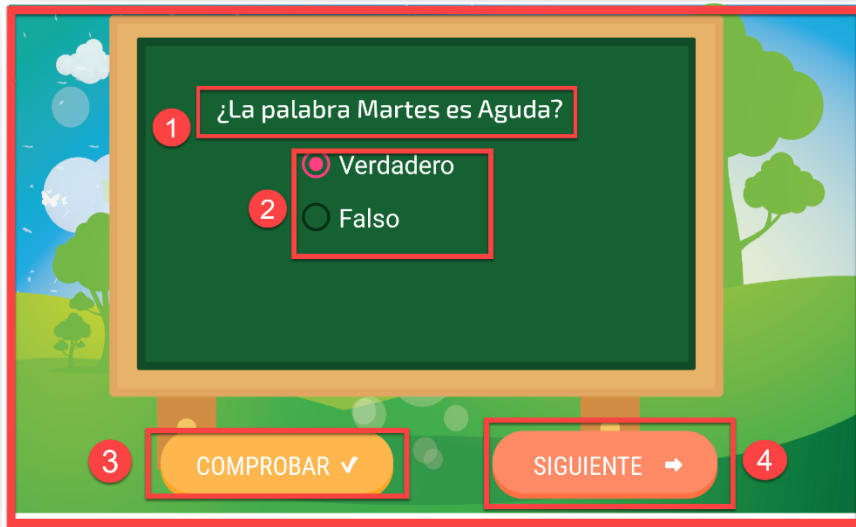 ¿La palabra Martes es Aguda?
1
Verdadero
2
Falso
3
COMPROBAR ✔
SIGUIENTE ➡
4